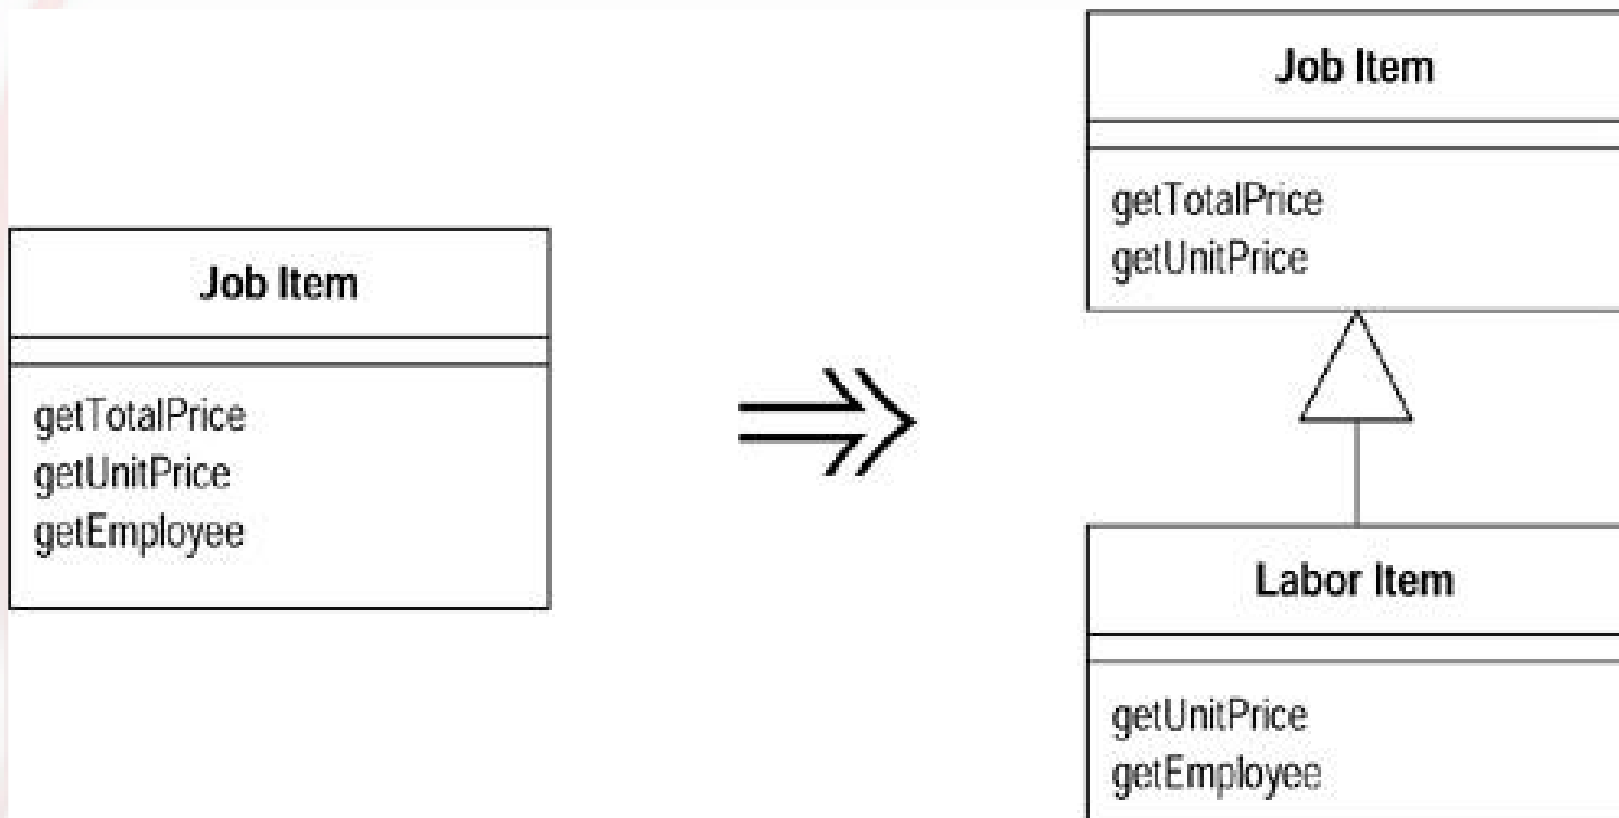 Job Item
getTotalPrice
getUnitPrice
getEmployee
Job Item
getTotalPrice
getUnitPrice
Labor Item
getUnitPrice
getEmployee